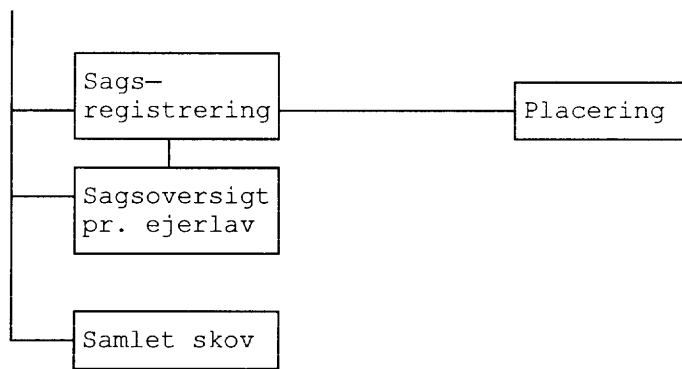 Sags-
registrering
Placering
Sagsoversigt
pr. ejerlav
Samlet skov